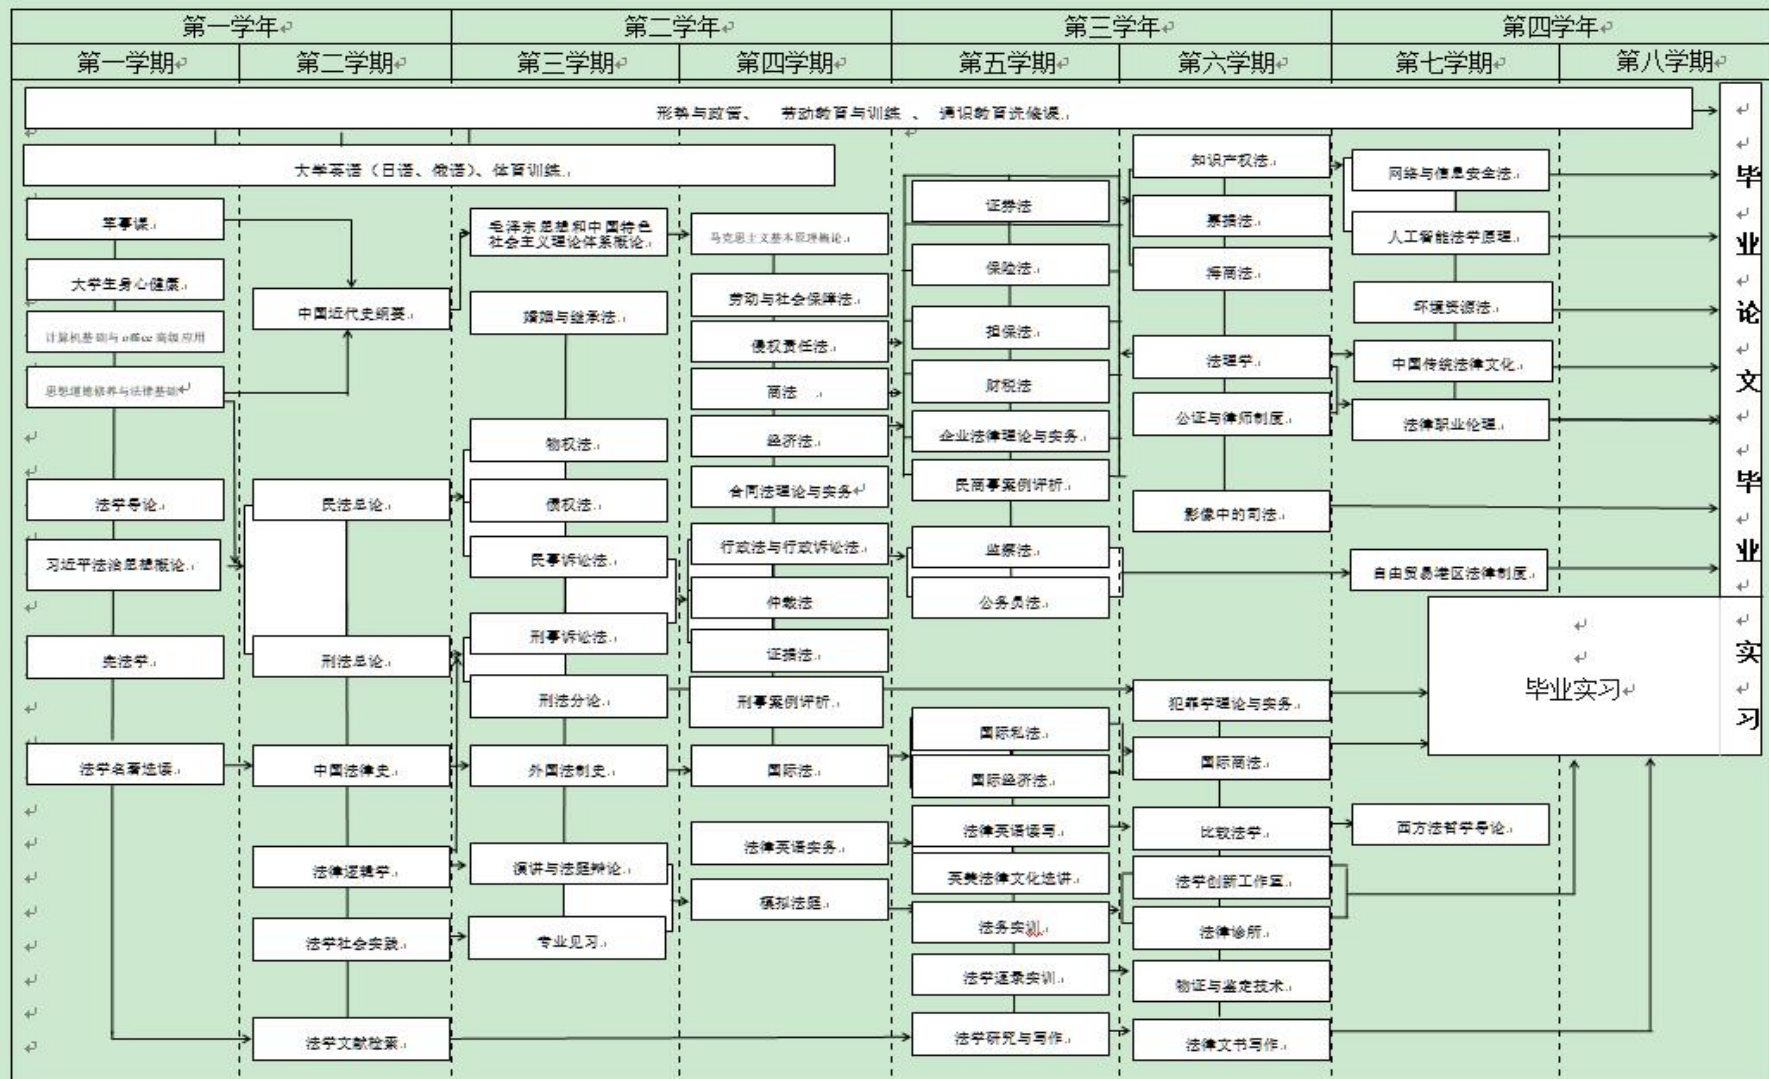 第一学年
第二学年
第三学年
第四学年
第一学期
第二学期
第三学期
第四学期
第五学期
第六学期
第七学期
第八学期
形势与政策、 劳动教育与训练 、 通识教育选修课.
大学英语（日语、俄语）、体育训练.
军事课.
大学生身心健康.
计算机基础与office高级应用
思想道德修养与法律基础
法学导论.
习近平法治思想概论.
宪法学.
法学名著选读.
中国近代史纲要.
民法总论.
刑法总论.
中国法律史.
法律逻辑学.
法学社会实践.
法学文献检索.
毛泽东思想和中国特色
社会主义理论体系概论.
婚姻与继承法.
物权法.
债权法.
民事诉讼法.
刑事诉讼法.
刑法分论.
外国法制史.
演讲与法庭辩论.
专业见习.
马克思主义基本原理概论.
劳动与社会保障法.
侵权责任法.
商法 .
经济法.
合同法理论与实务
行政法与行政诉讼法.
仲裁法
证据法.
刑事案例评析.
国际法.
法律英语实务.
模拟法庭.
证券法
保险法.
担保法.
财税法
企业法律理论与实务.
民商事案例评析.
监察法.
公务员法.
国际私法.
国际经济法.
法律英语读写.
英美法律文化选讲.
法务实训.
法学速录实训.
法学研究与写作.
知识产权法.
票据法.
海商法.
法理学.
公证与律师制度.
影像中的司法.
犯罪学理论与实务.
国际商法.
比较法学.
法学创新工作室.
法律诊所.
物证与鉴定技术.
法律文书写作.
网络与信息安全法.
人工智能法学原理.
环境资源法.
中国传统法律文化.
法律职业伦理.
自由贸易港区法律制度.
毕业实习
西方法哲学导论.
毕
业
论
文
毕
业
实
习